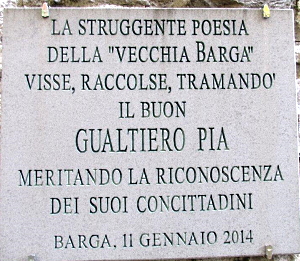 LA STRUGGENTE POESIA
DELLA "VECCHIA BARGA"
VISSE, RACCOLSE, TRAMANDO'
IL BUON
GUALTIERO PIA
MERITANDO LA RICONOSCENZA
DEI SUOI CONCITTADINI
BARGA, 11 GENNAIO 2014